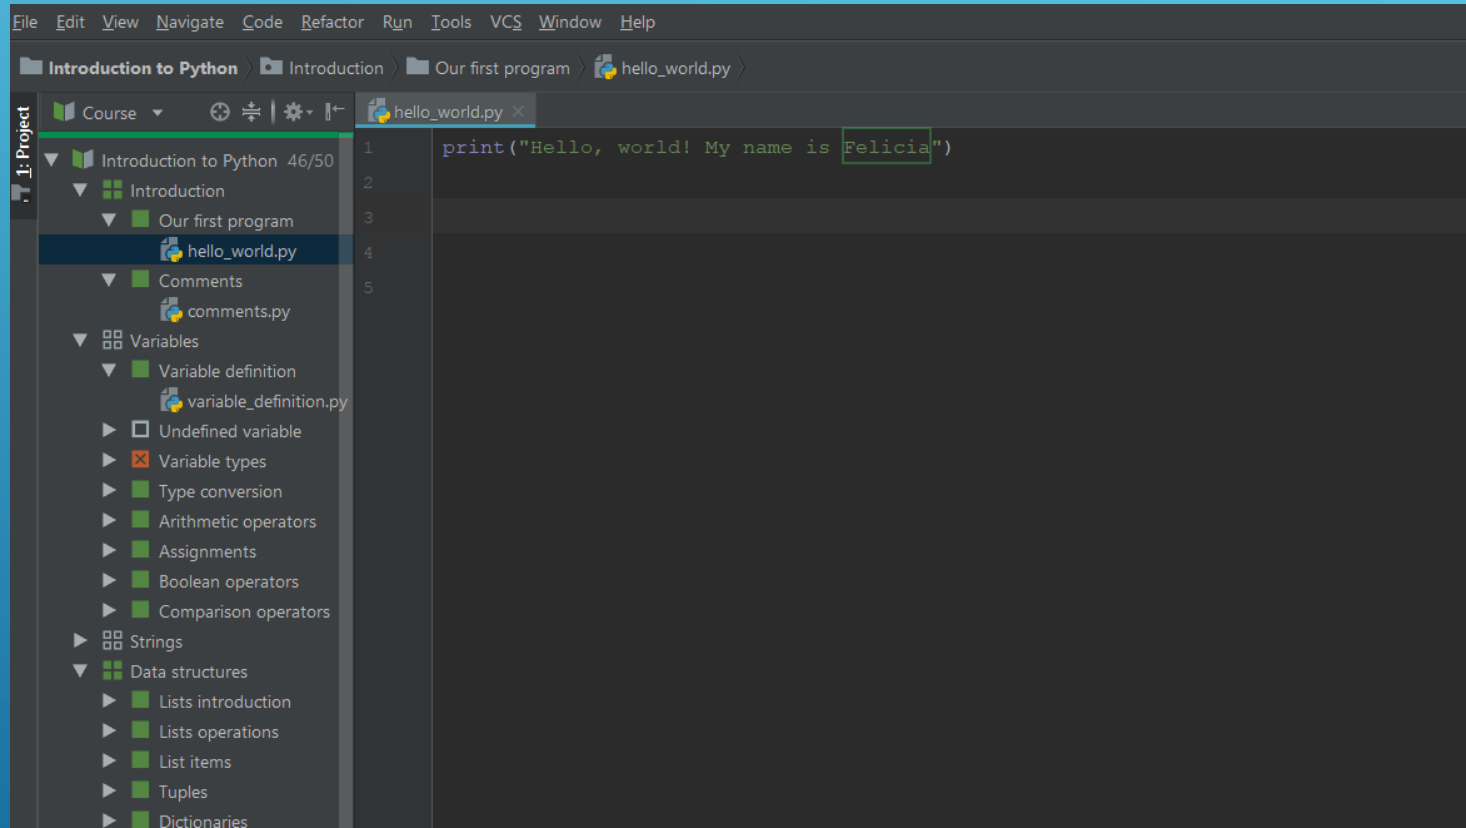 File Edit View Navigate Code Refactor Run Tools VCS Window Help
Introduction to Python Introduction Our first program hello_world.py
1: Project
Course
hello_world.py
Introduction to Python 46/50
Introduction
Our first program
hello_world.py
Comments
comments.py
Variables
Variable definition
variable_definition.py
Undefined variable
Variable types
Type conversion
Arithmetic operators
Assignments
Boolean operators
Comparison operators
Strings
Data structures
Lists introduction
Lists operations
List items
Tuples
Dictionaries
1 print("Hello, world! My name is Felicia")
2
3
4
5